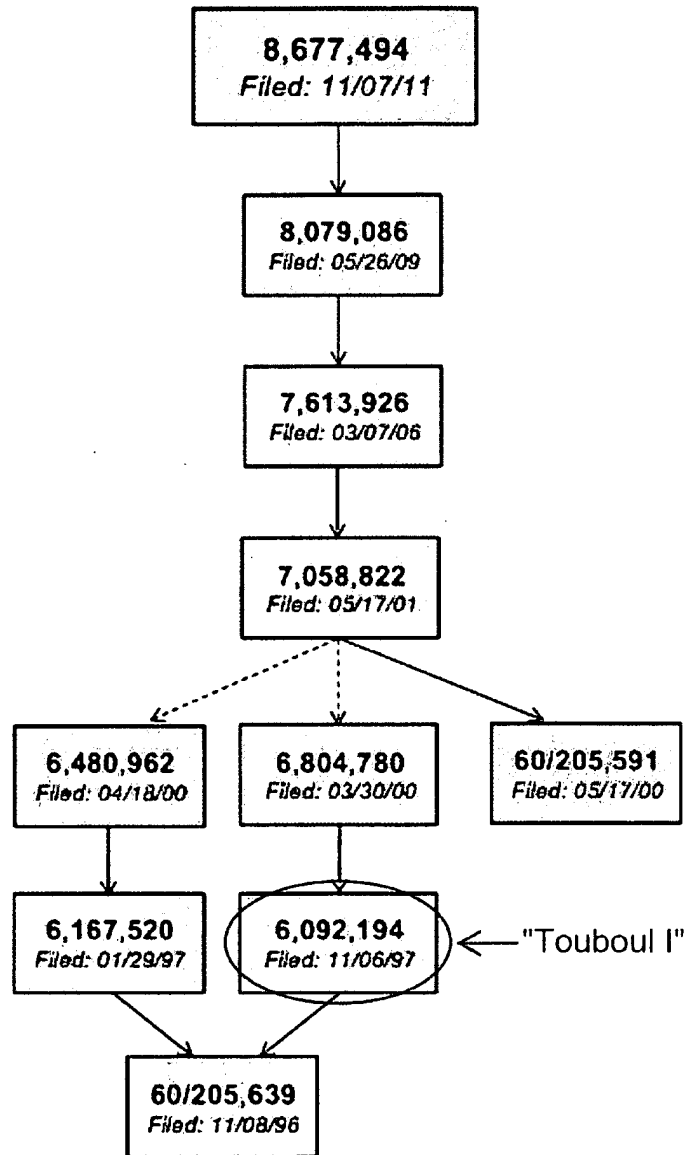 8,677,494
Filed: 11/07/11
8,079,086
Filed: 05/26/09
7,613,926
Filed: 03/07/06
7,058,822
Filed: 05/17/01
6,480,962
Filed: 04/18/00
6,804,780
Filed: 03/30/00
60/205,591
Filed: 05/17/00
6,167,520
Filed: 01/29/97
6,092,194
Filed: 11/06/97
"Touboul I"
60/205,639
Filed: 11/08/96